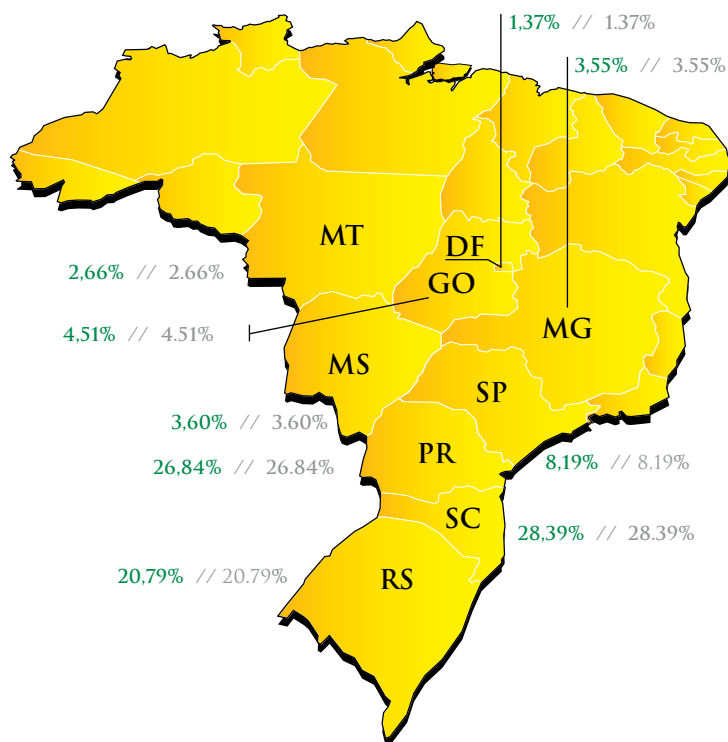 1,37% // 1.37%
3,55% // 3.55%
MT
DF
2,66% // 2.66%
GO
4,51% // 4.51%
MG
MS
SP
3,60% // 3.60%
PR
26,84% // 26.84%
8,19% // 8,19%
SC
28,39% // 28.39%
20,79% // 20.79%
RS